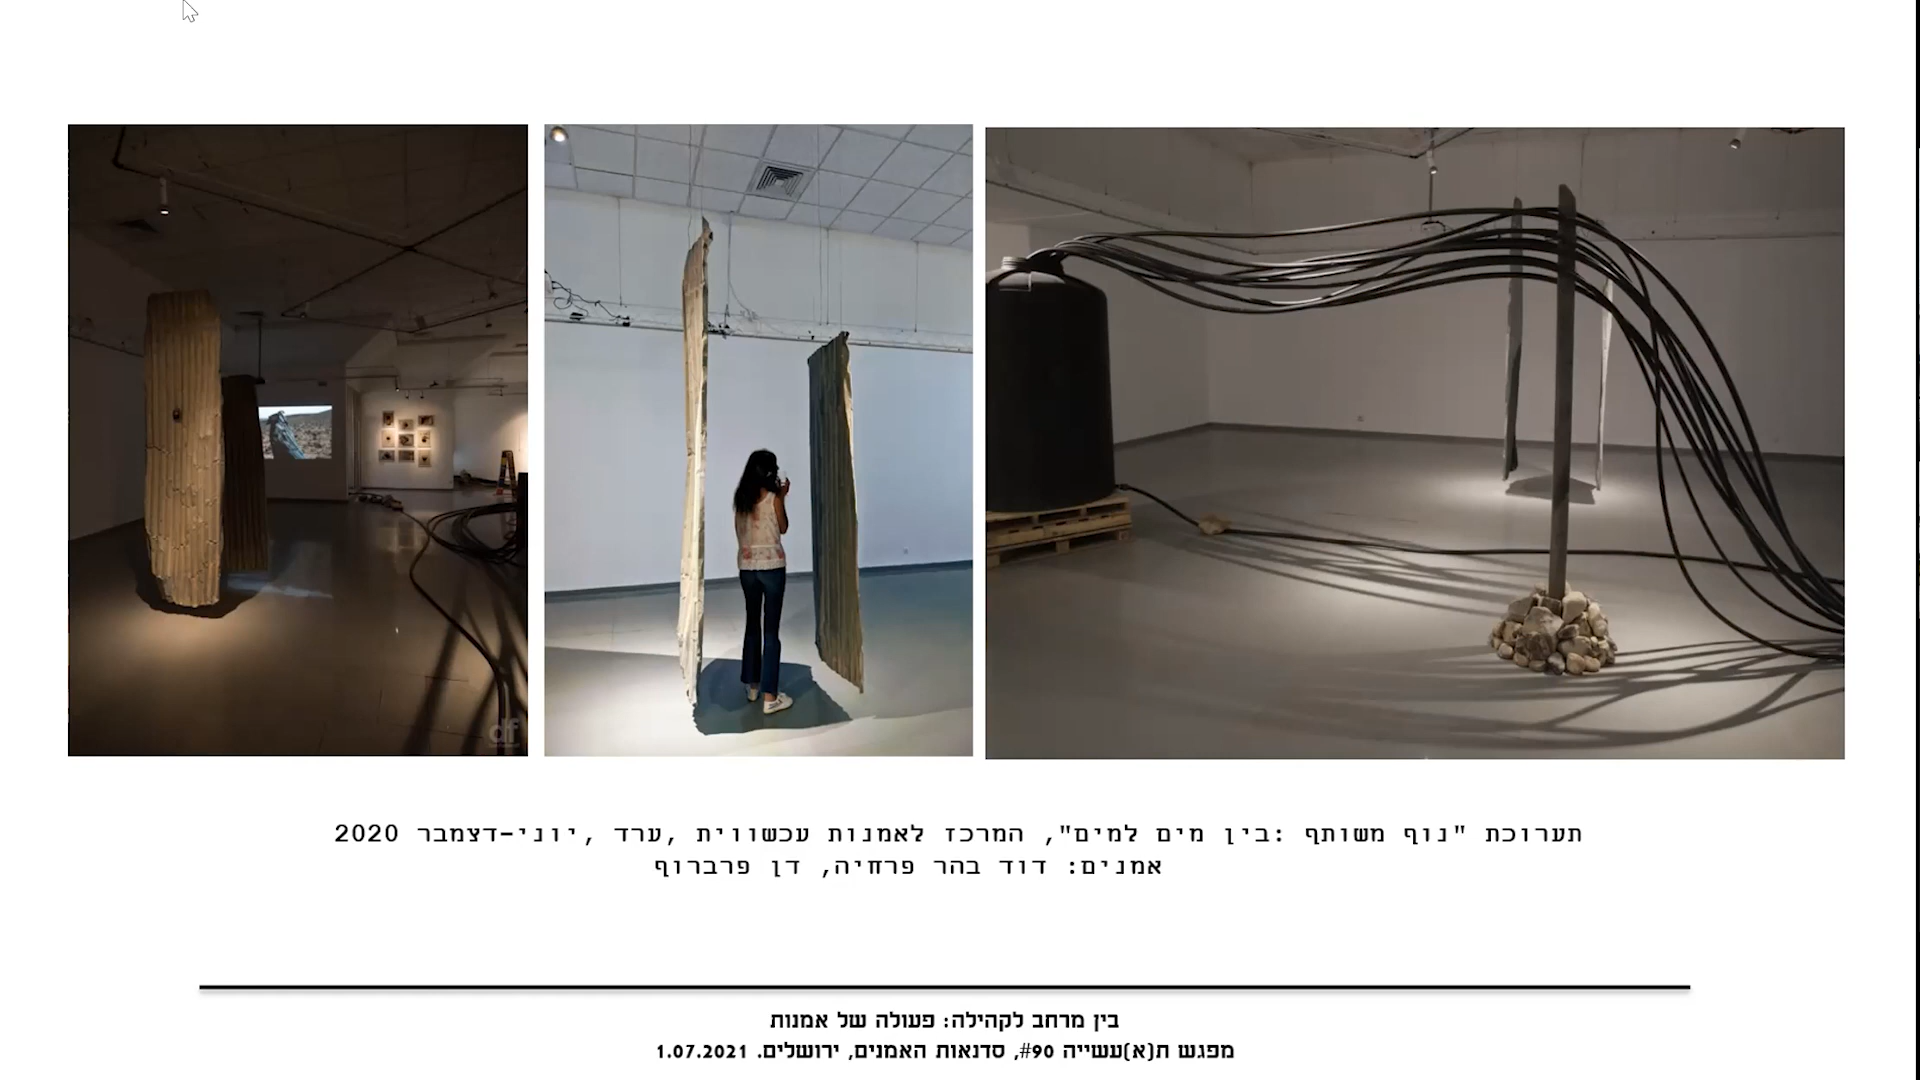 df
תערוכת "נוף משותף :בין מים למים", המרכז לאמנות עכשווית ,ערד ,יוני-דצמבר 2020
אמנים: דוד בהר פרחיה, דן פרברוף
בין מרחב לקהילה: פעולה של אמנות
מפגש ת(א)עשייה #90, סדנאות האמנים, ירושלים. 1.07.2021